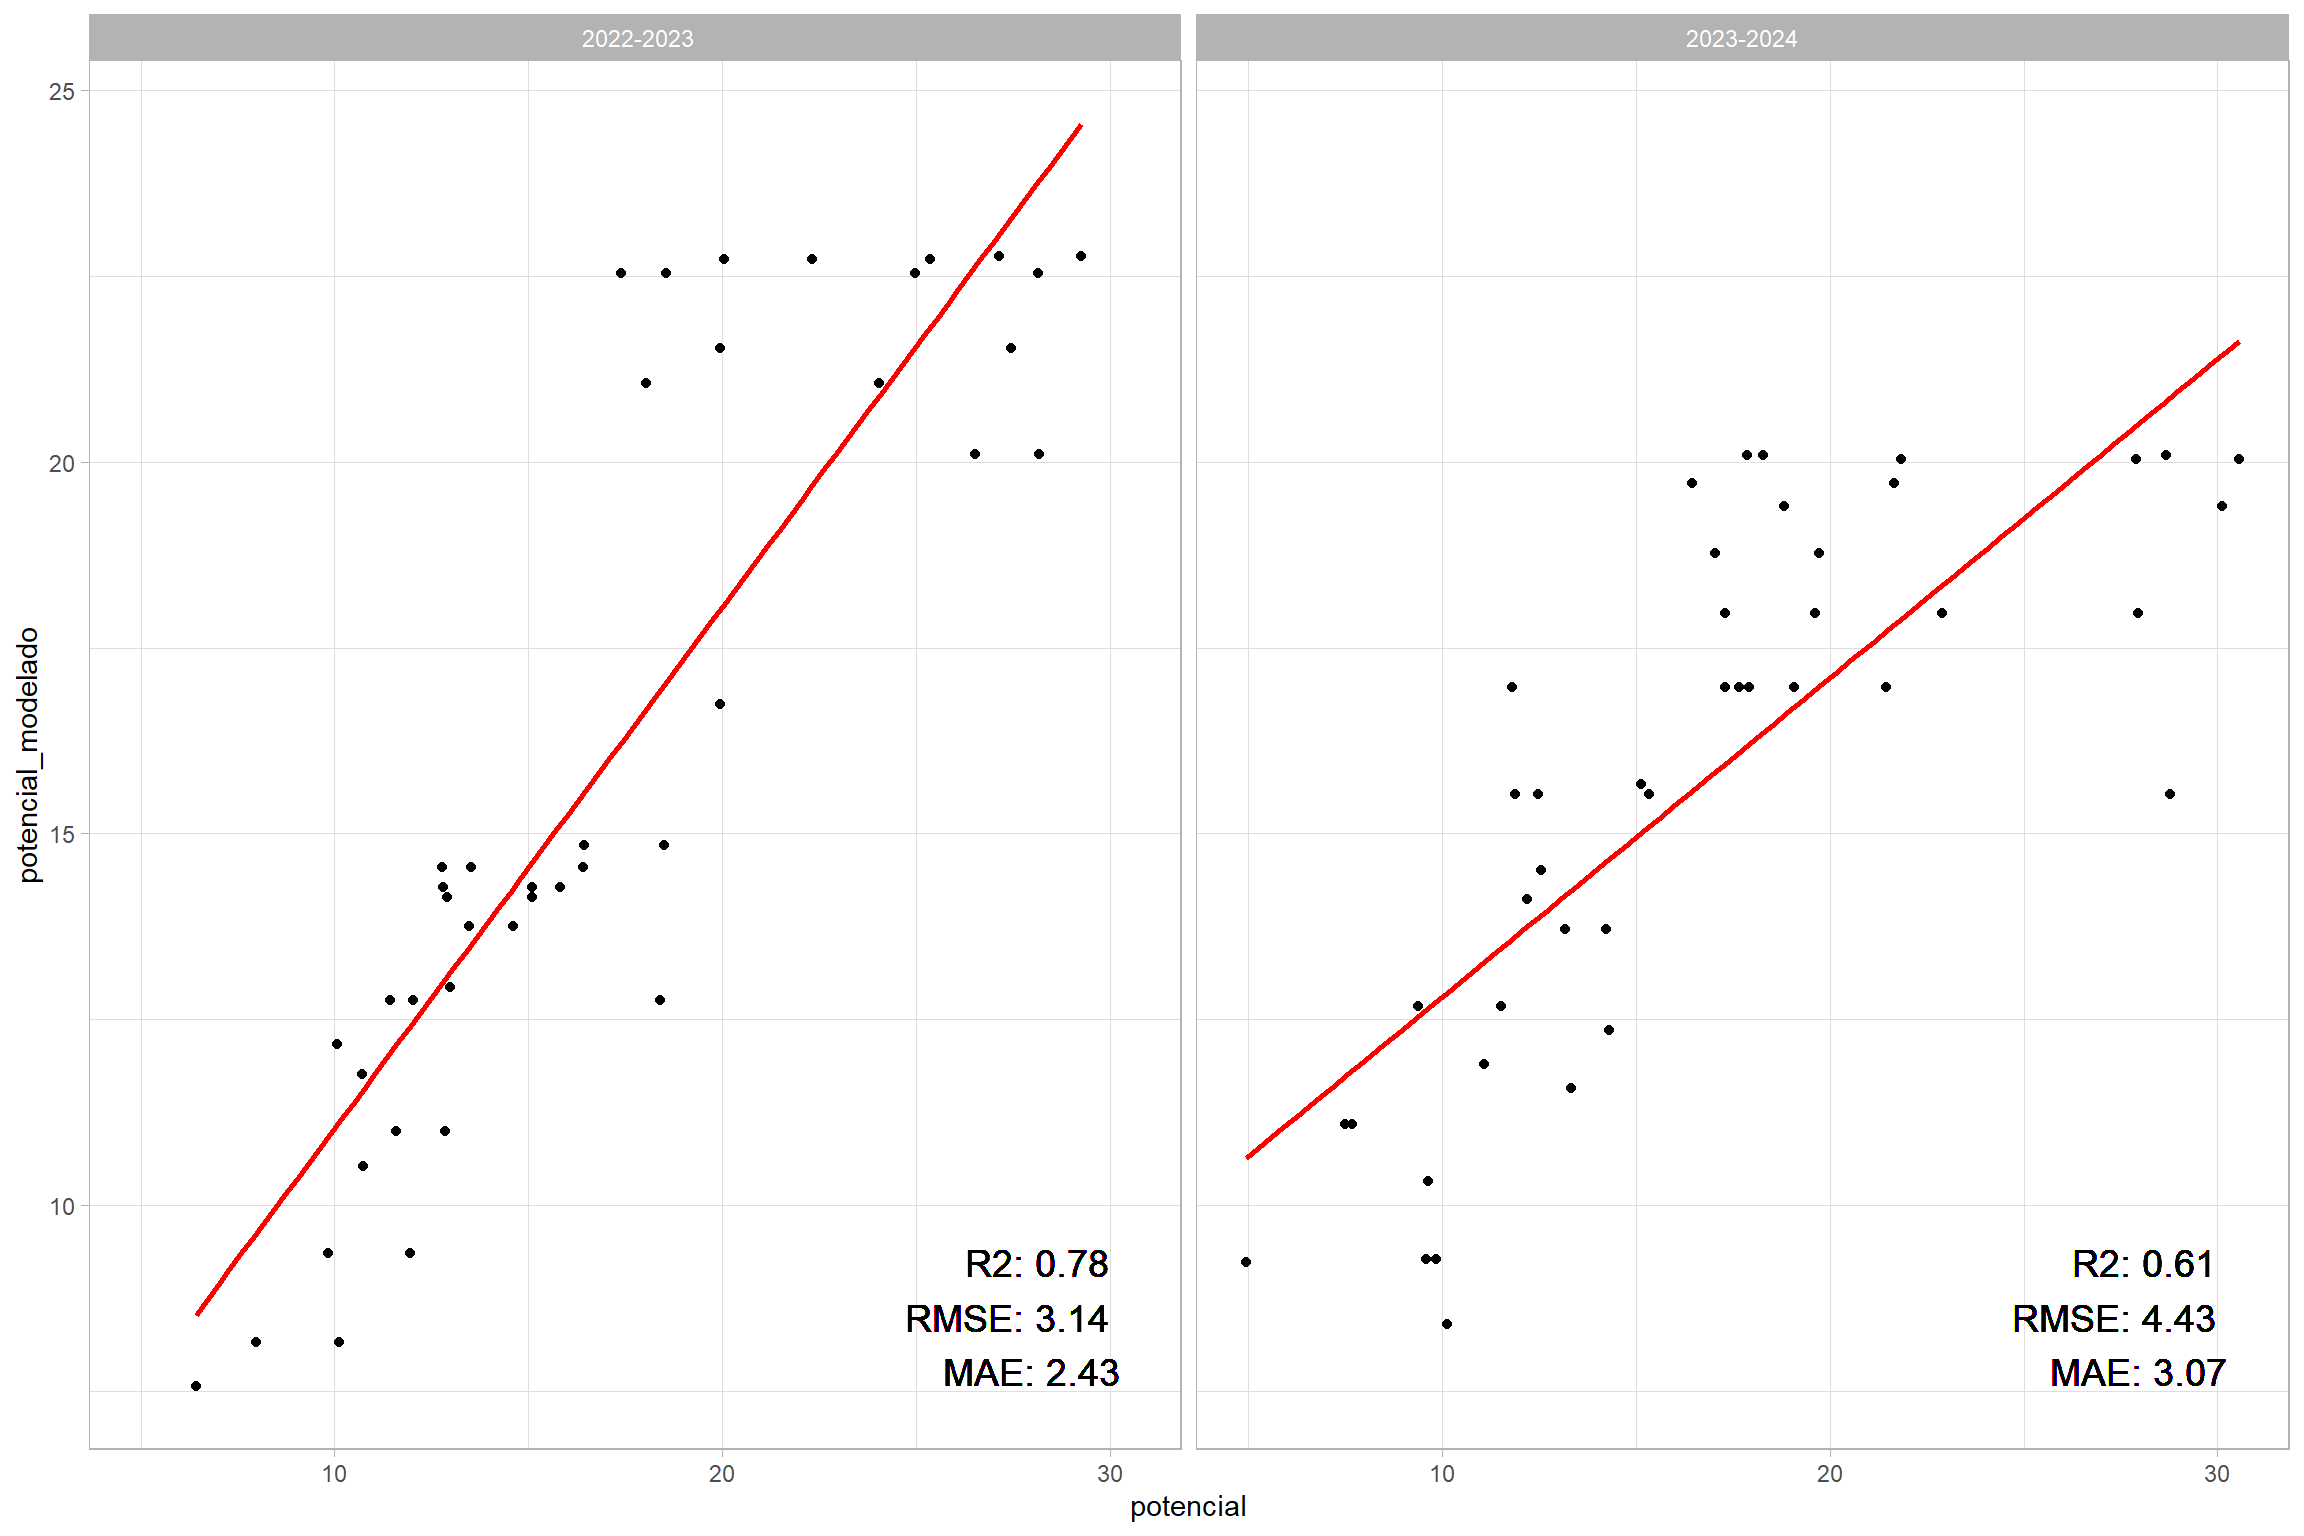 2022-2023
2023-2024
25
20
15
10
potencial_modelado
R2: 0.78
RMSE: 3.14
MAE: 2.43
R2: 0.61
RMSE: 4.43
MAE: 3.07
10
20
30
10
20
30
potencial